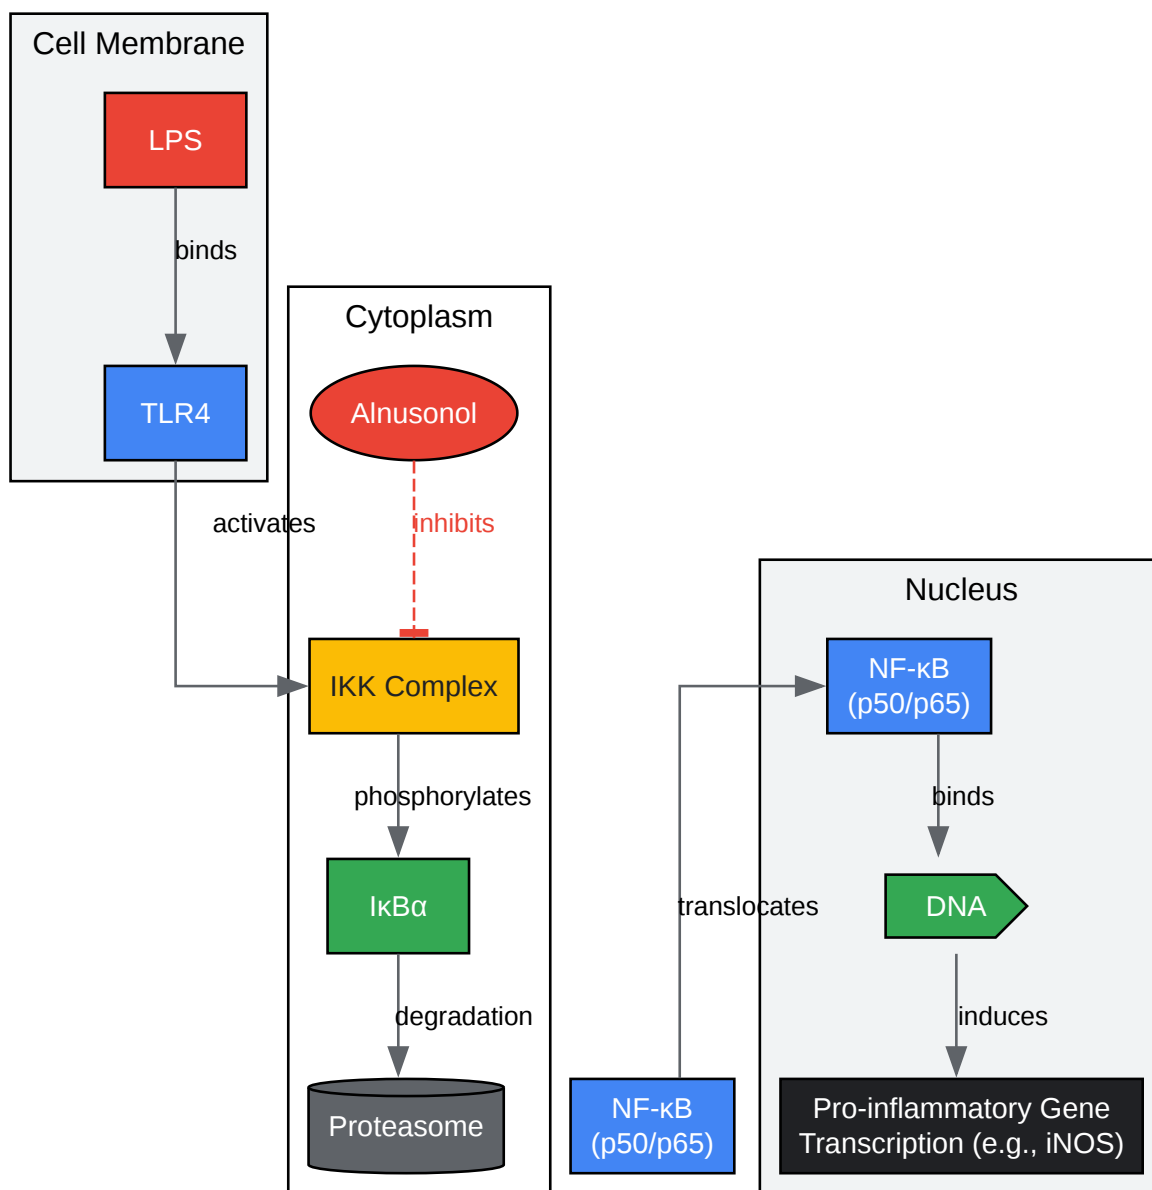 Cell Membrane
LPS
binds
TLR4
activates
Cytoplasm
Alnusonol
inhibits
IKK Complex
phosphorylates
IκBα
degradation
Proteasome
NF-κB
(p50/p65)
translocates
Nucleus
NF-κB
(p50/p65)
binds
DNA
induces
Pro-inflammatory Gene
Transcription (e.g., iNOS)